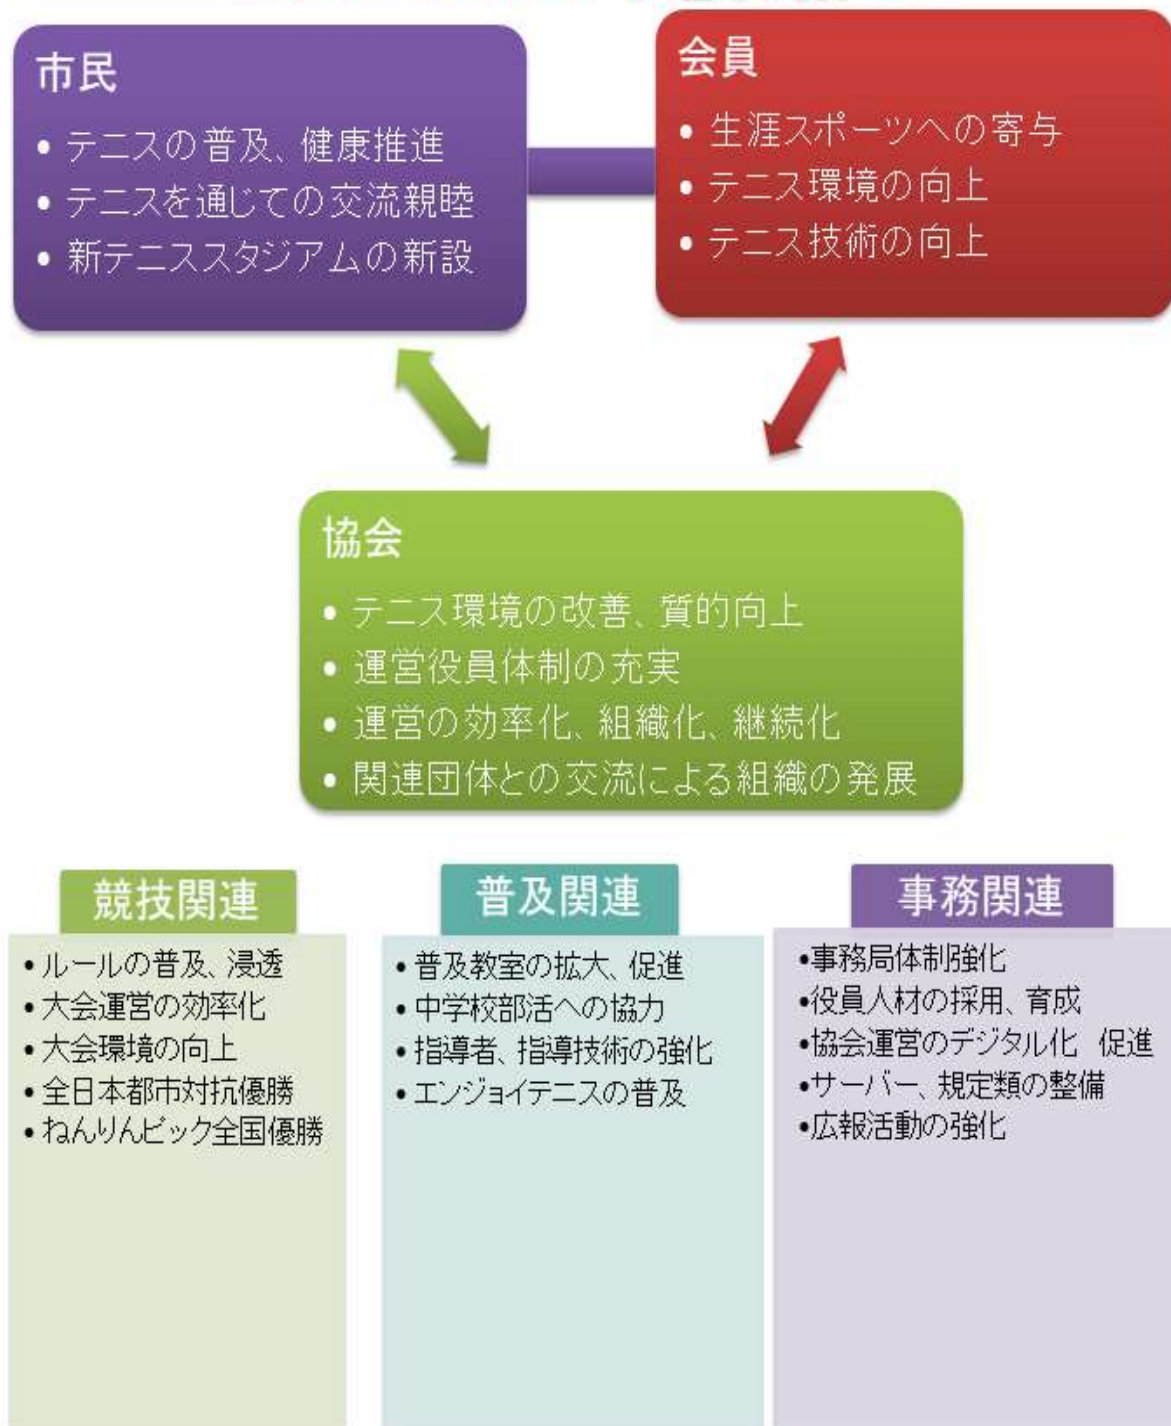 市民
• テニスの普及、健康推進
• テニスを通じての交流親睦
• 新テニススタジアムの新設
会員
• 生涯スポーツへの寄与
• テニス環境の向上
• テニス技術の向上
協会
• テニス環境の改善、質的向上
• 運営役員体制の充実
• 運営の効率化、組織化、継続化
• 関連団体との交流による組織の発展
競技関連
• ルールの普及、浸透
• 大会運営の効率化
• 大会環境の向上
• 全日本都市対抗優勝
• ねんりんピック全国優勝
普及関連
• 普及教室の拡大、促進
• 中学校部活への協力
• 指導者、指導技術の強化
• エンジョイテニスの普及
事務関連
•事務局体制強化
•役員人材の採用、育成
•協会運営のデジタル化 促進
•サーバー、規定類の整備
•広報活動の強化